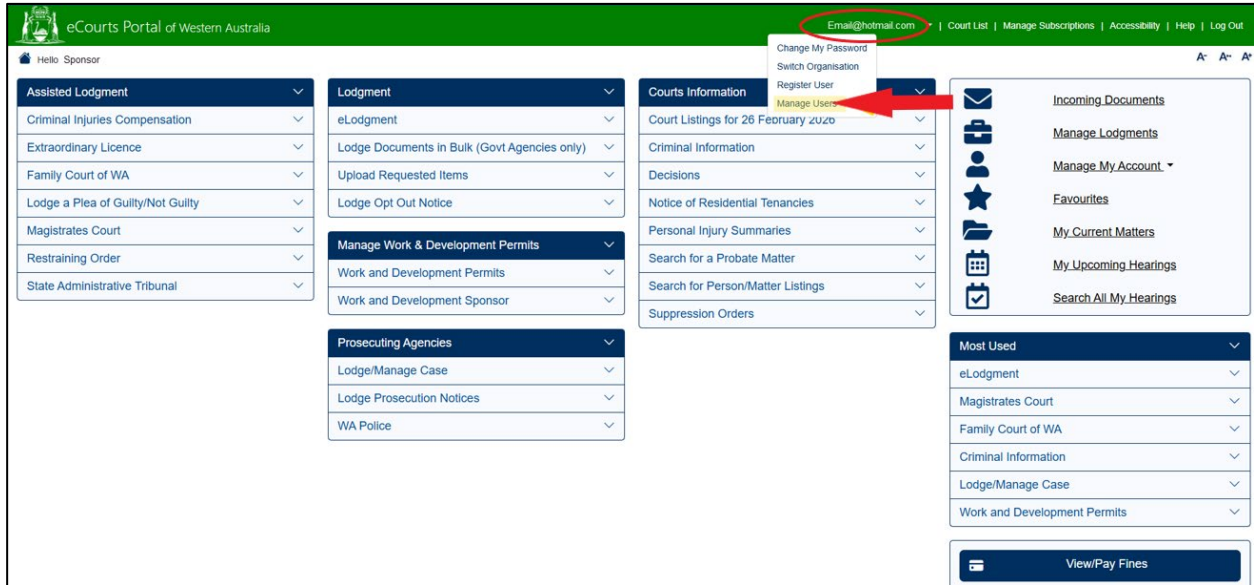 eCourts Portal of Western Australia
Email@hotmail.com | Court List | Manage Subscriptions | Accessibility | Help | Log Out
Hello Sponsor
A- A~ A+
Change My Password
Switch Organisation
Register User
Manage Users
Assisted Lodgment
Criminal Injuries Compensation
Extraordinary Licence
Family Court of WA
Lodge a Plea of Guilty/Not Guilty
Magistrates Court
Restraining Order
State Administrative Tribunal
Lodgment
eLodgment
Lodge Documents in Bulk (Govt Agencies only)
Upload Requested Items
Lodge Opt Out Notice
Manage Work & Development Permits
Work and Development Permits
Work and Development Sponsor
Prosecuting Agencies
Lodge/Manage Case
Lodge Prosecution Notices
WA Police
Courts Information
Court Listings for 26 February 2026
Criminal Information
Decisions
Notice of Residential Tenancies
Personal Injury Summaries
Search for a Probate Matter
Search for Person/Matter Listings
Suppression Orders
Incoming Documents
Manage Lodgments
Manage My Account
Favourites
My Current Matters
My Upcoming Hearings
Search All My Hearings
Most Used
eLodgment
Magistrates Court
Family Court of WA
Criminal Information
Lodge/Manage Case
Work and Development Permits
View/Pay Fines